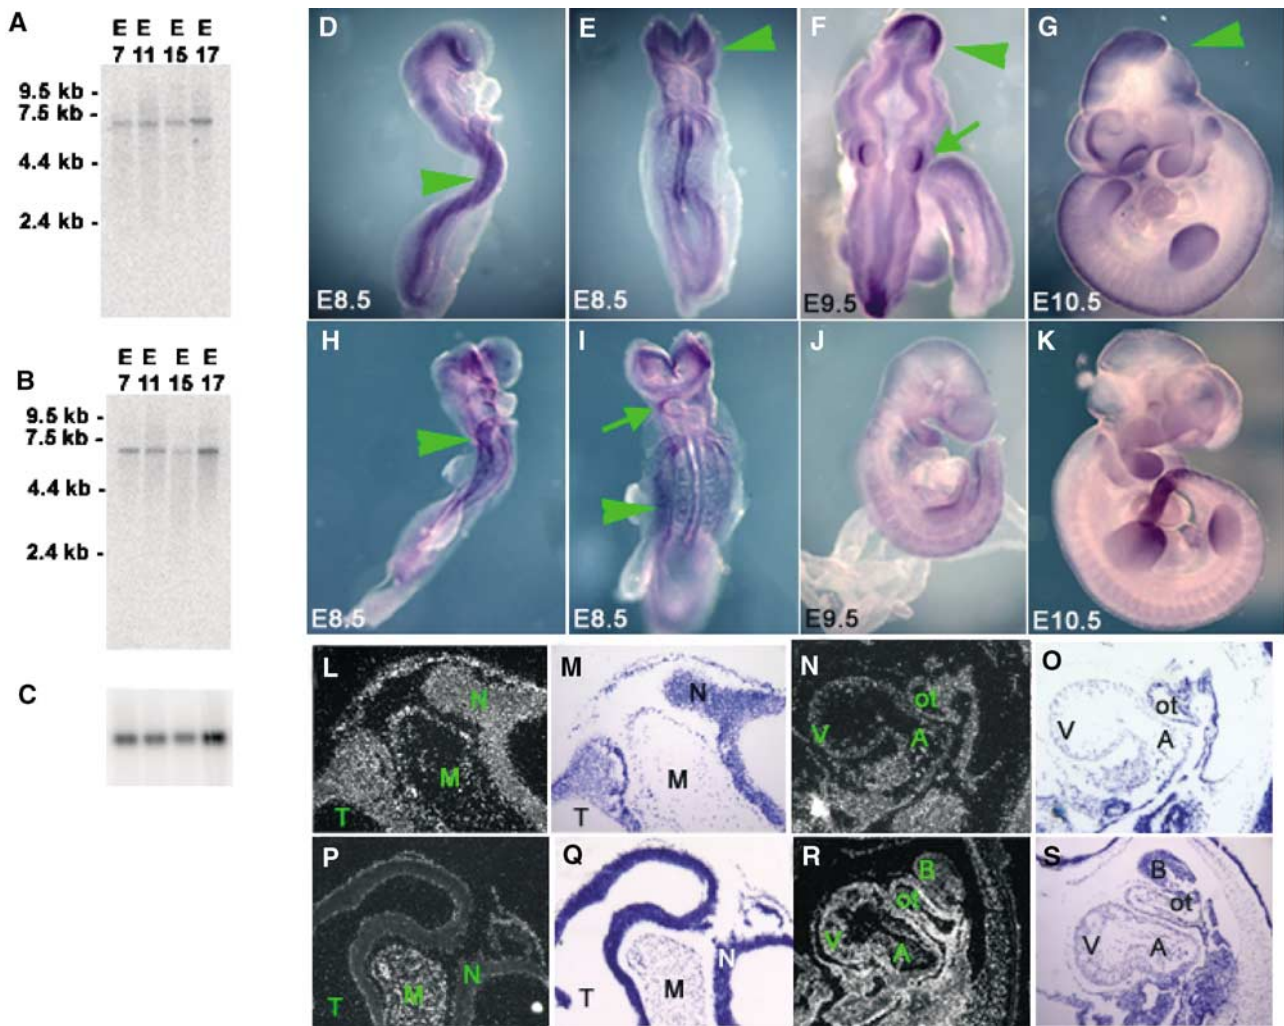 A
E E E E
7 11 15 17
9.5 kb -
7.5 kb -
4.4 kb -
2.4 kb -
B
E E E E
7 11 15 17
9.5 kb -
7.5 kb -
4.4 kb -
2.4 kb -
C
D
E8.5
E
E8.5
F
E9.5
G
E10.5
H
E8.5
I
E8.5
J
E9.5
K
E10.5
L
N
M
T
M
N
M
T
N
ot
V
A
O
ot
V
A
P
N
T
M
Q
N
T
M
R
B
ot
V
A
S
B
ot
V
A